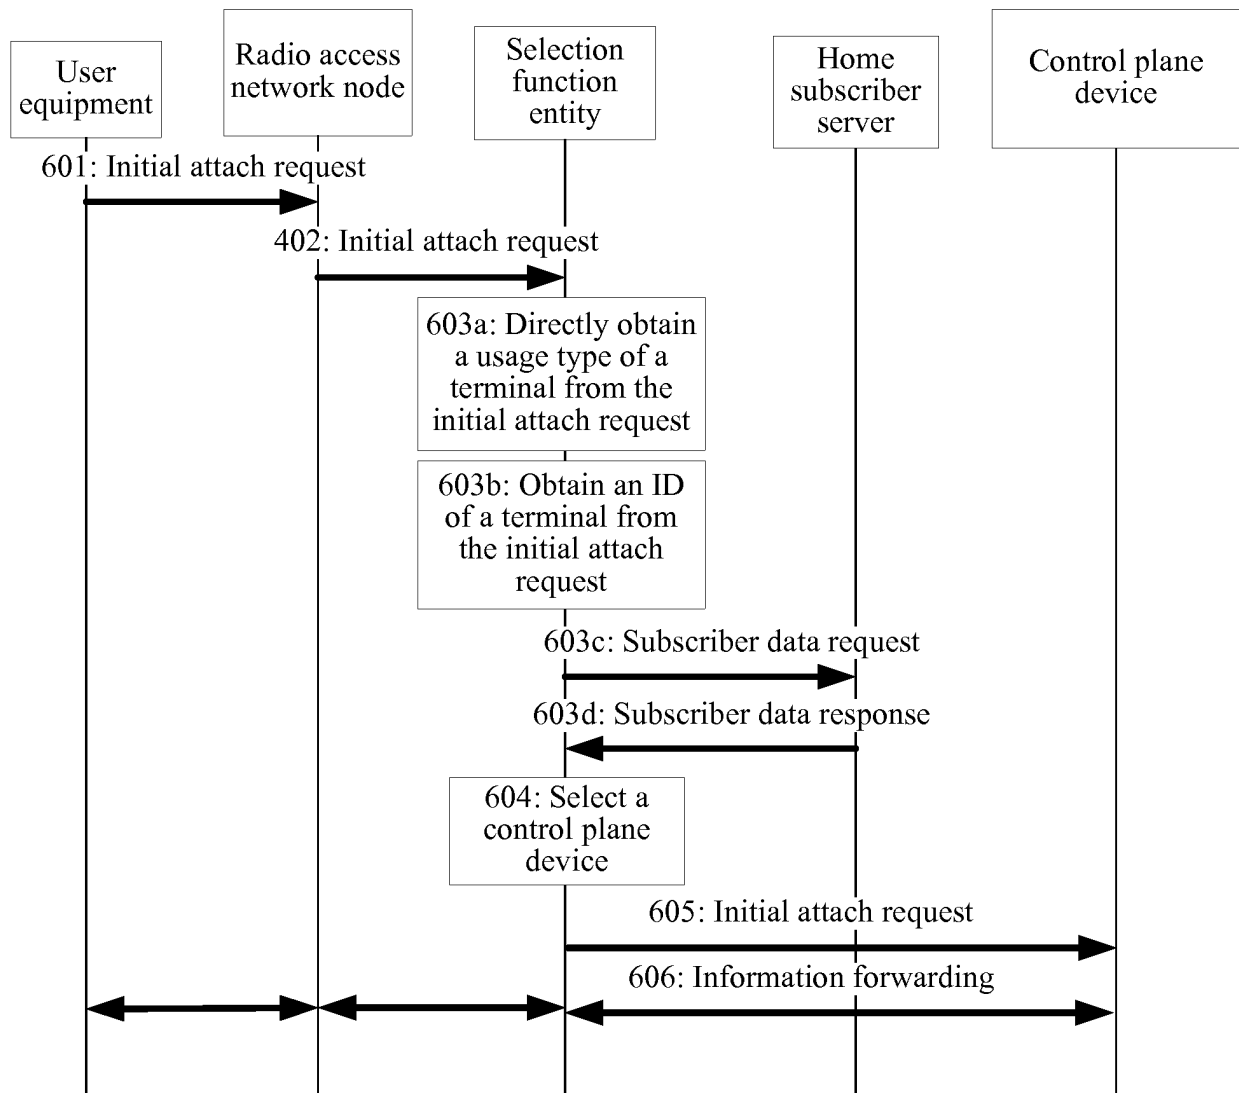 User
equipment
Radio access
network node
Selection
function
entity
Home
subscriber
server
Control plane
device
601: Initial attach request
402: Initial attach request
603a: Directly obtain
a usage type of a
terminal from the
initial attach request
603b: Obtain an ID
of a terminal from
the initial attach
request
603c: Subscriber data request
603d: Subscriber data response
604: Select a
control plane
device
605: Initial attach request
606: Information forwarding